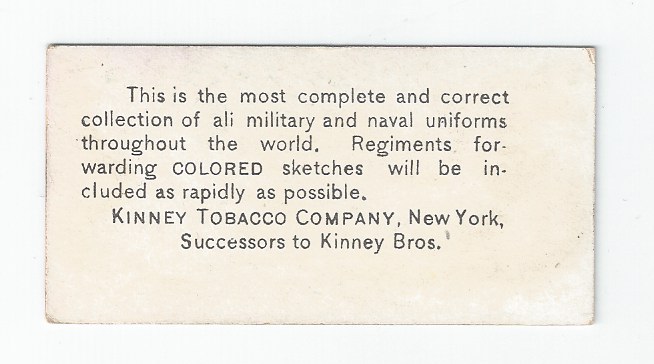 This is the most complete and correct
collection of ali military and naval uniforms
throughout the world. Regiments for-
warding COLORED sketches will be in-
cluded as rapidly as possible.
KINNEY TOBACCO COMPANY, New York,
Successors to Kinney Bros.